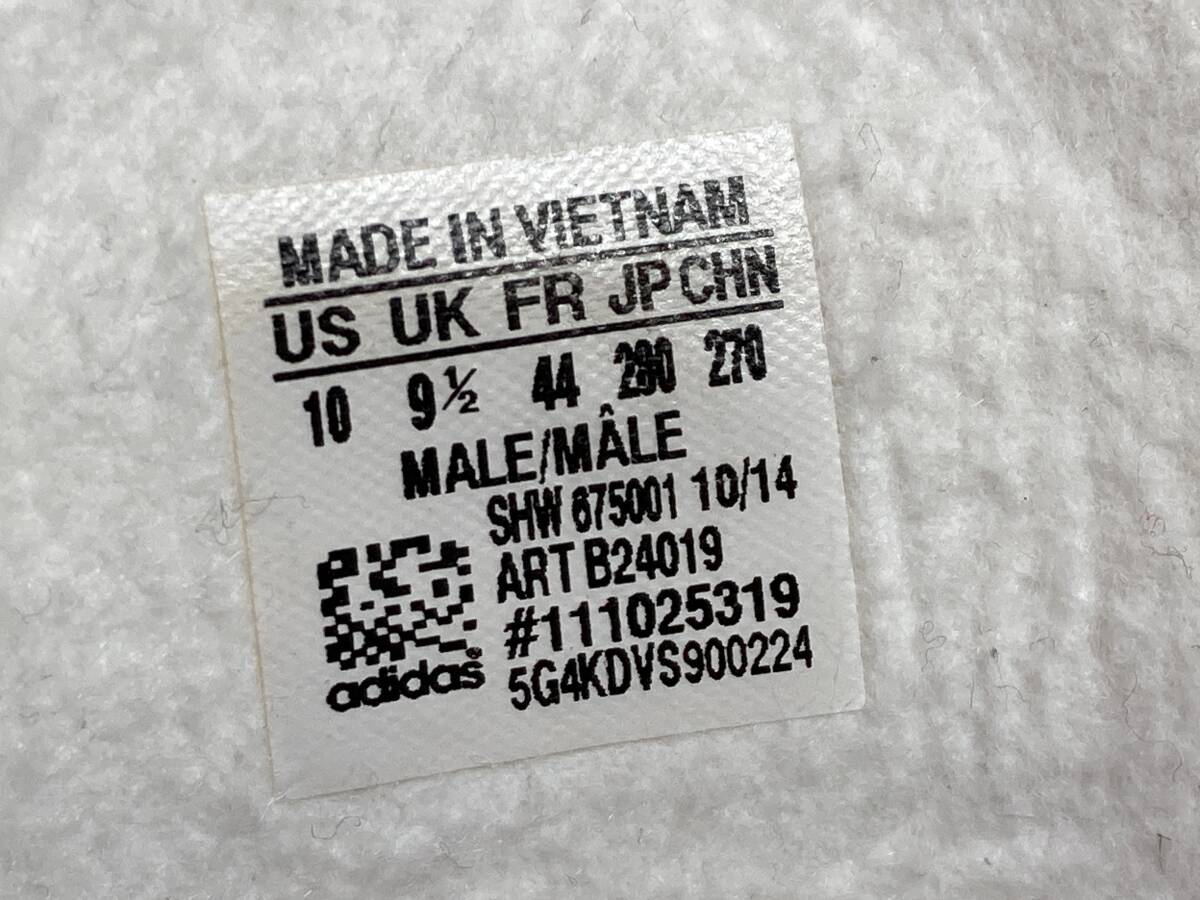 MADE IN VIETNAM
US UK FR JP CHN
10 9½ 44 280 270
MALE/MÂLE
SHW 675001 10/14
ART B24019
#111025319
5G4KDVS900224
adidas®